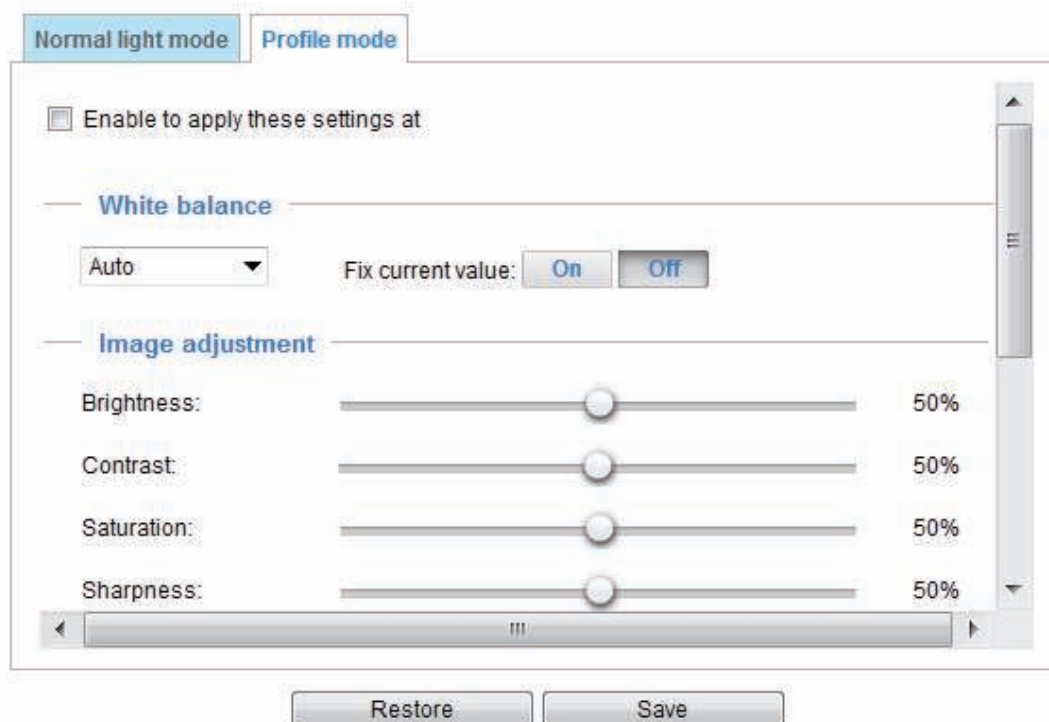 Normal light mode Profile mode
Enable to apply these settings at
White balance
Auto Fix current value: On Off
Image adjustment
Brightness: 50%
Contrast: 50%
Saturation: 50%
Sharpness: 50%
Restore Save